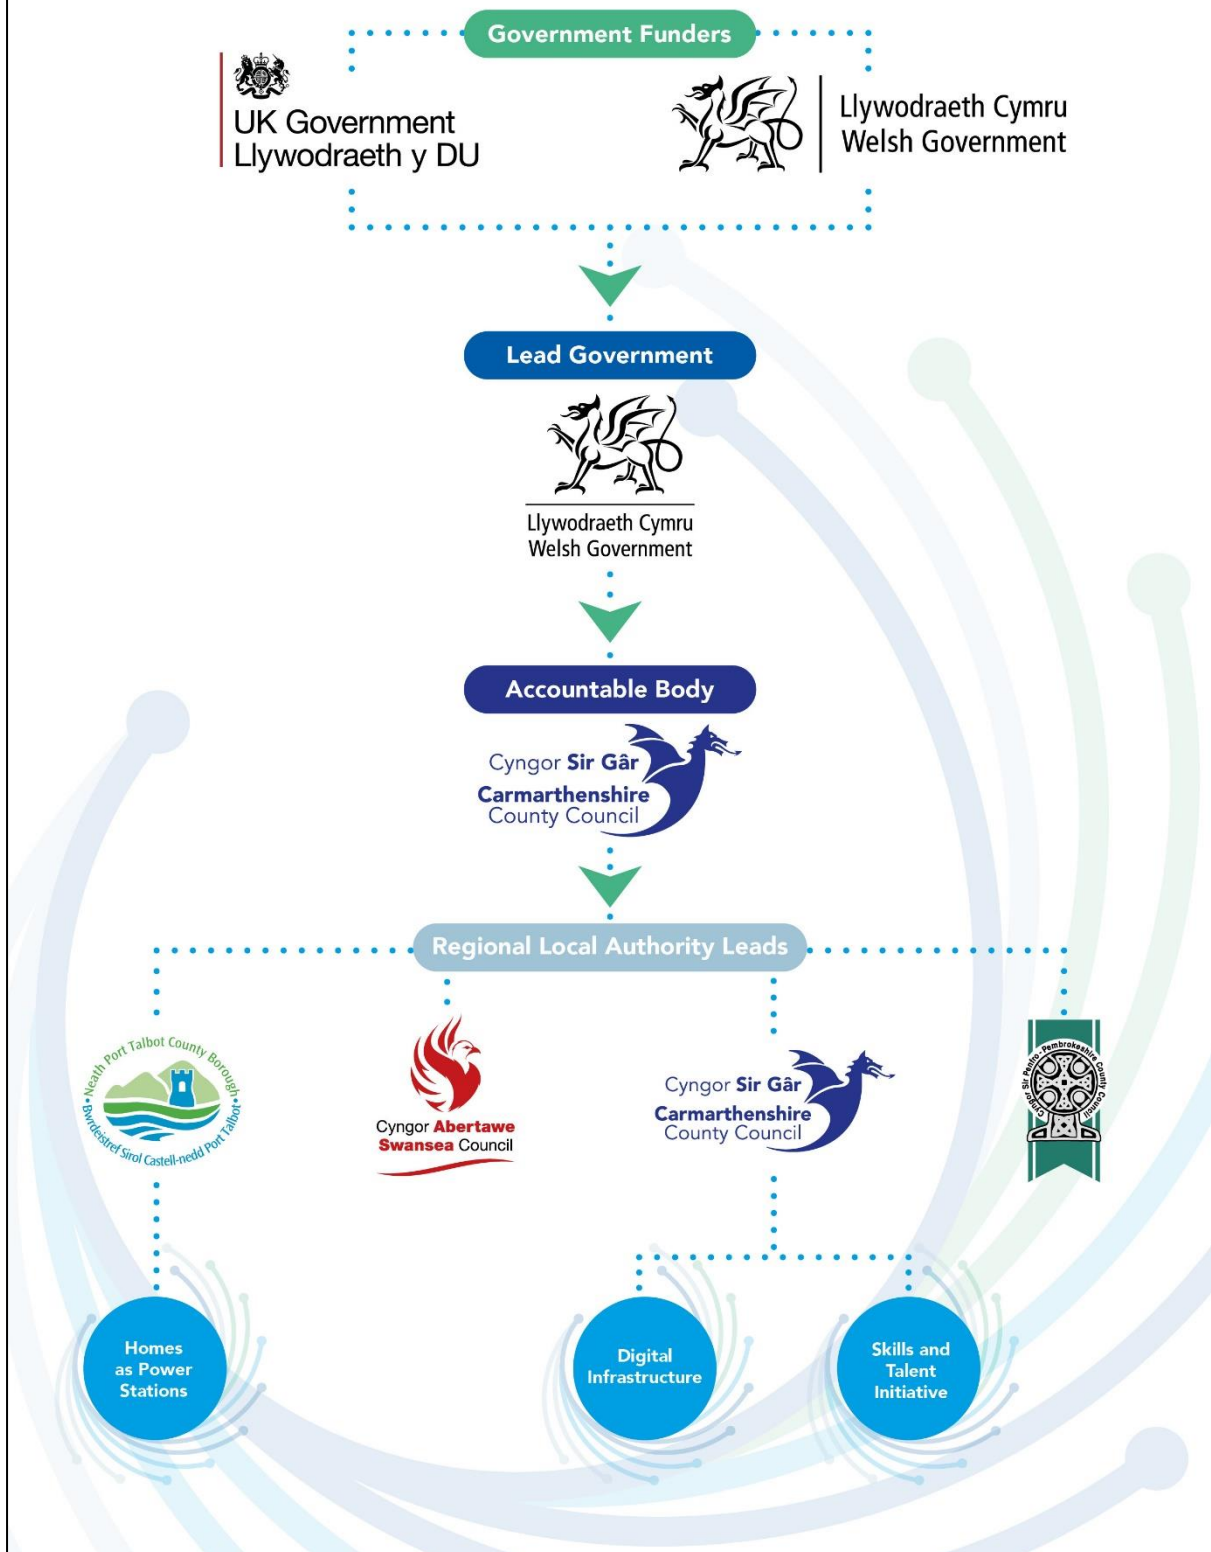 Government Funders
UK Government
Llywodraeth y DU
Llywodraeth Cymru
Welsh Government
Lead Government
Llywodraeth Cymru
Welsh Government
Accountable Body
Cyngor Sir Gâr
Carmarthenshire
County Council
Regional Local Authority Leads
Neath Port Talbot County Borough
Bwrdeistref Sirol Castell-nedd Port Talbot
Cyngor Abertawe
Swansea Council
Cyngor Sir Gâr
Carmarthenshire
County Council
Cyngor Sir Penfro - Pembrokeshire County Council
Homes
as Power
Stations
Digital
Infrastructure
Skills and
Talent
Initiative